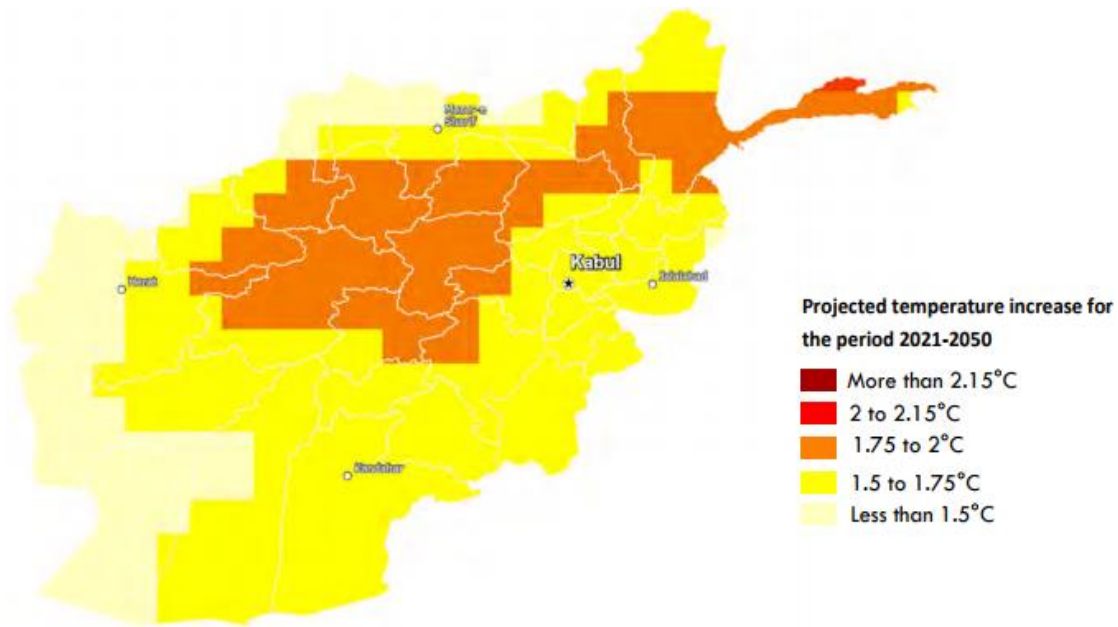 Mazar-e
Sharif
Kabul
Jalalabad
Herat
Kandahar
Projected temperature increase for
the period 2021-2050
More than 2.15°C
2 to 2.15°C
1.75 to 2°C
1.5 to 1.75°C
Less than 1.5°C